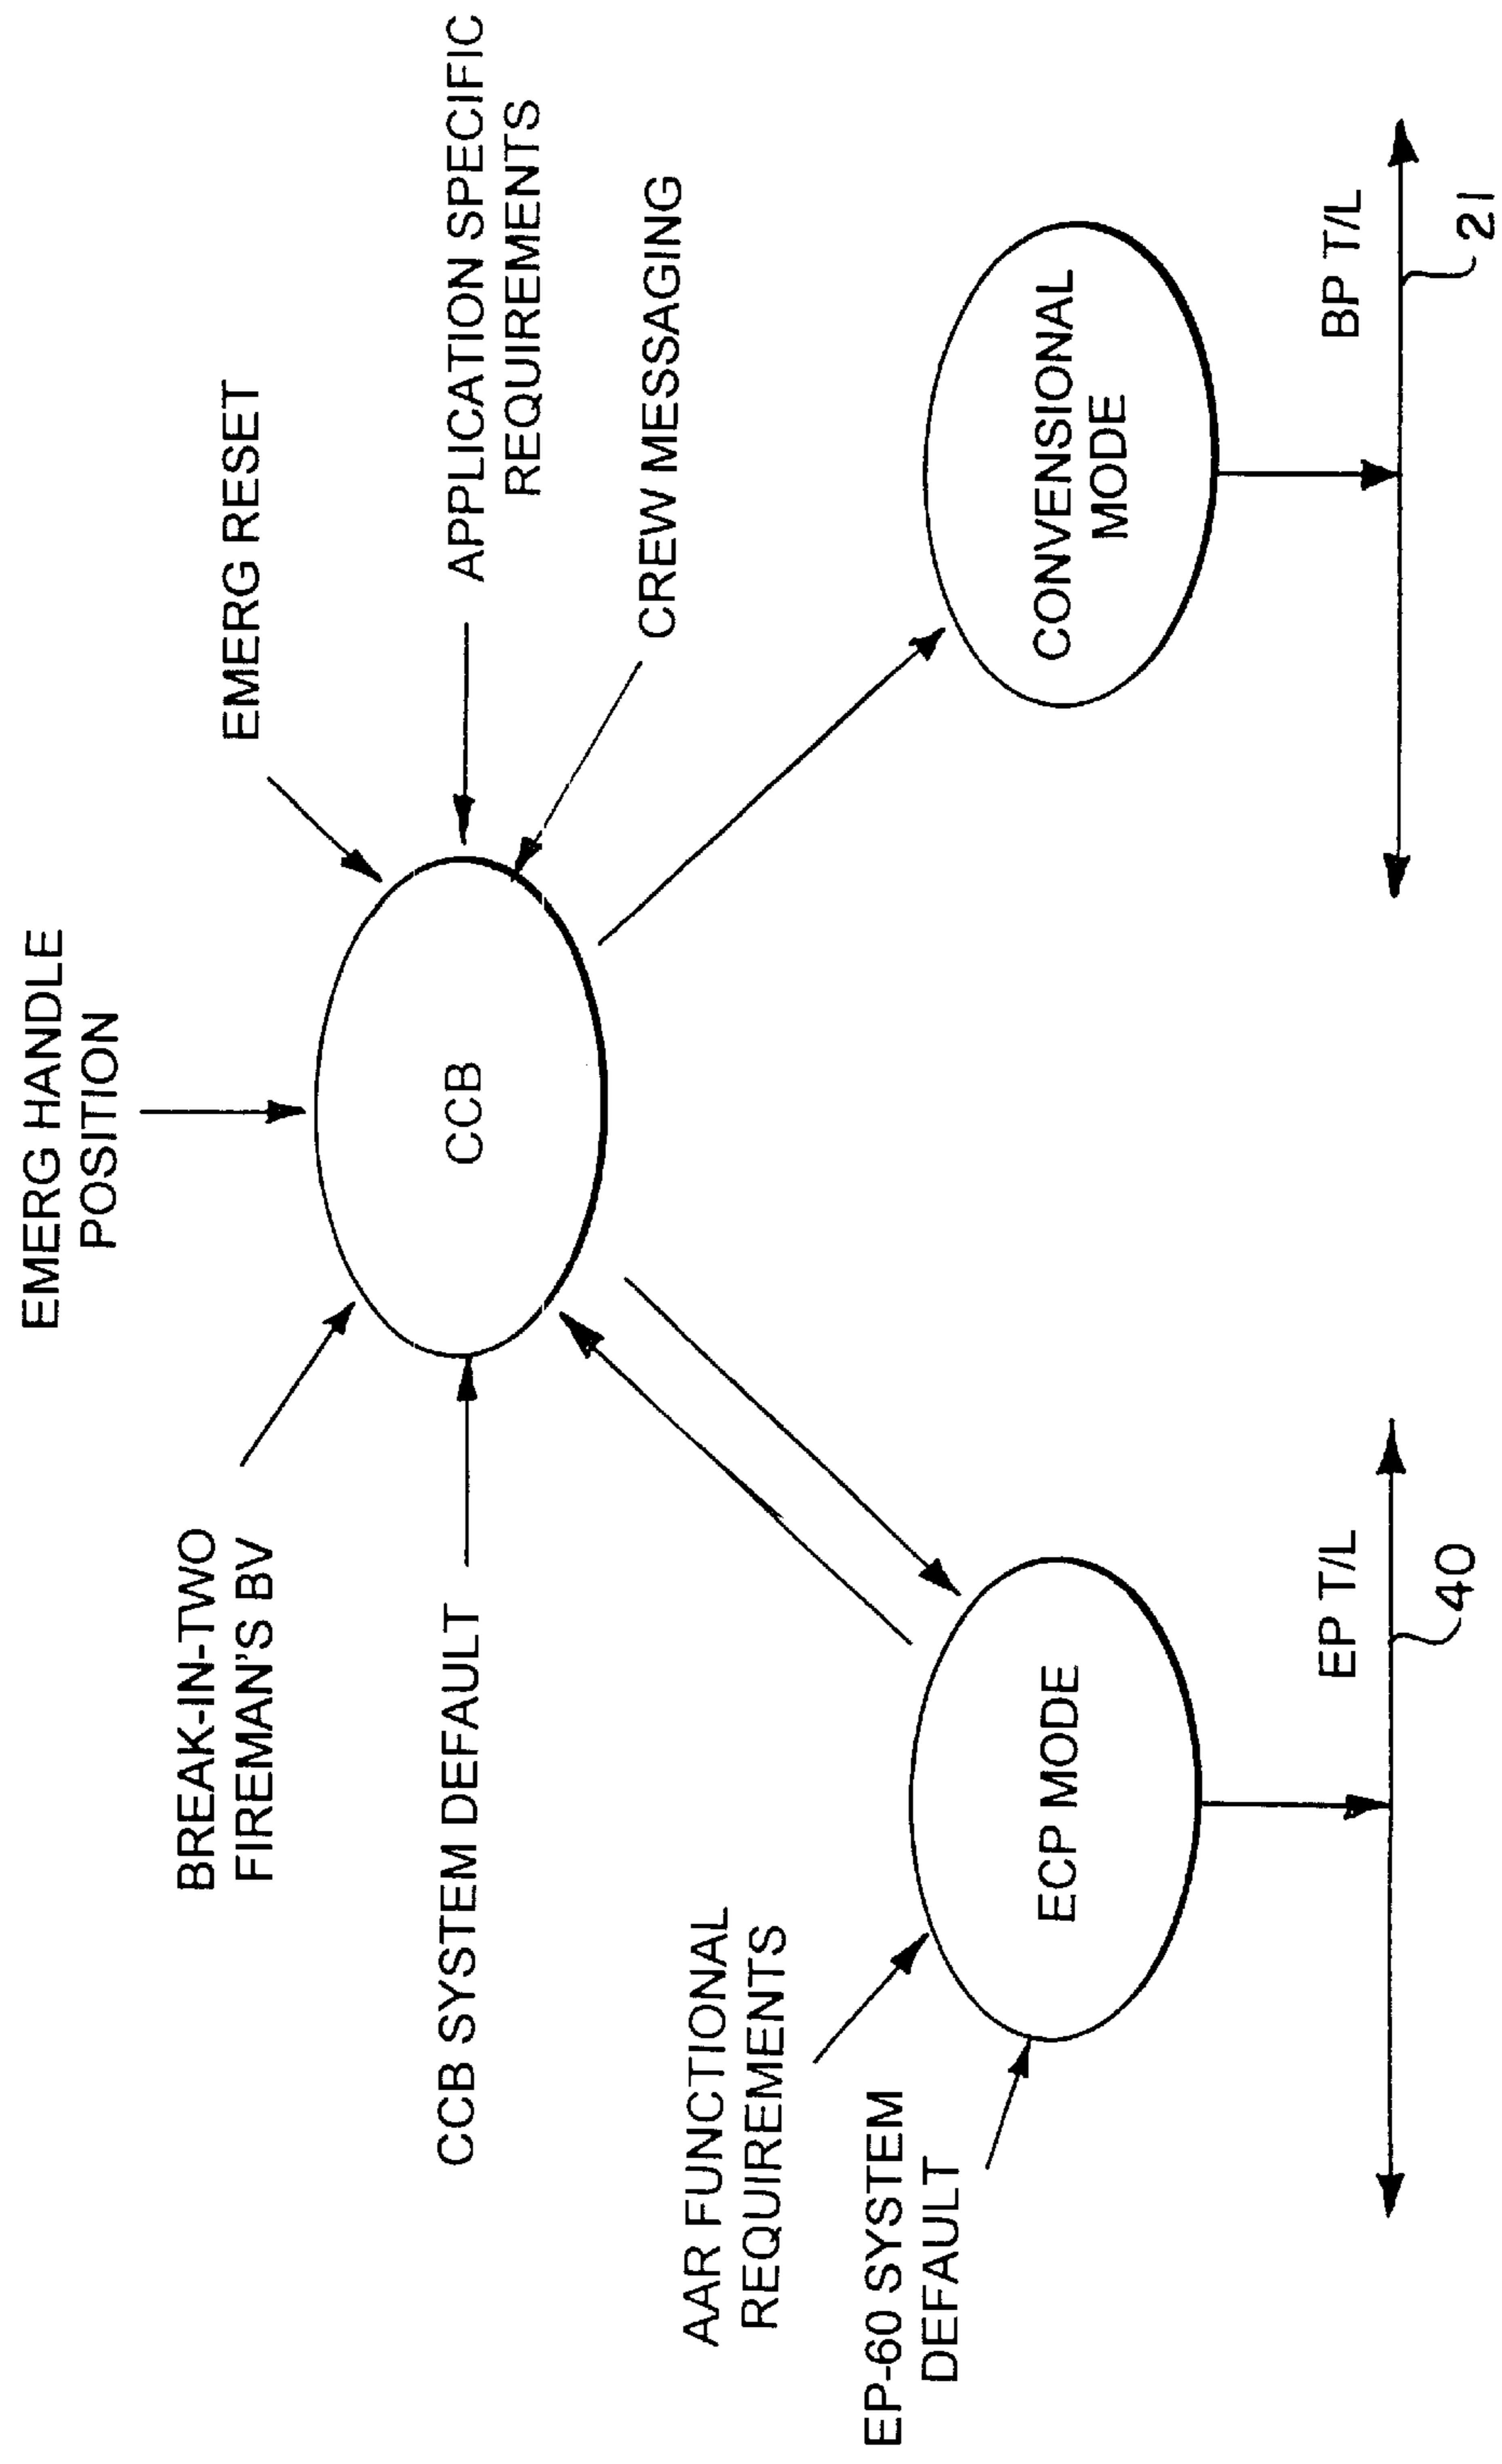 EMERG HANDLE
POSITION
BREAK-IN-TWO
FIREMAN'S BV
EMERG RESET
CCB SYSTEM DEFAULT
CCB
APPLICATION SPECIFIC
REQUIREMENTS
CREW MESSAGING
AAR FUNCTIONAL
REQUIREMENTS
EP-60 SYSTEM
DEFAULT
ECP MODE
CONVENSIONAL
MODE
EP T/L
40
BP T/L
21